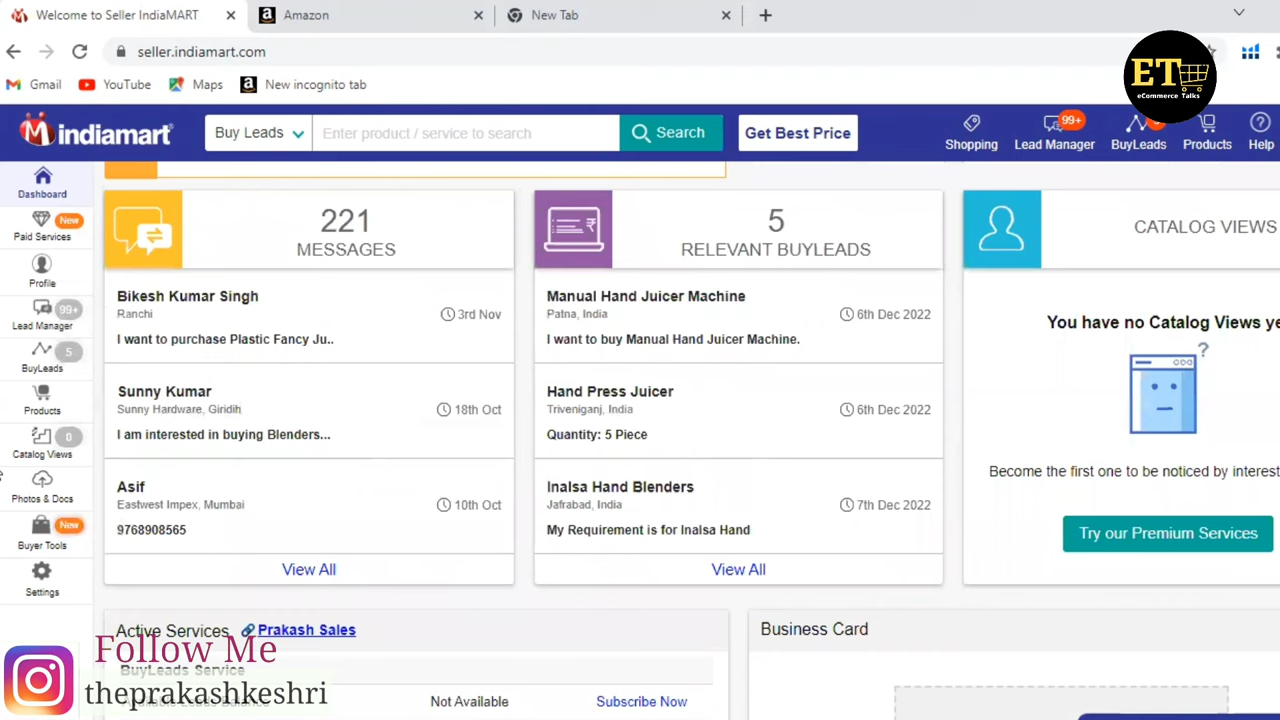 Welcome to Seller IndiaMART
Amazon
New Tab
seller.indiamart.com
Gmail
YouTube
Maps
New incognito tab
ET
eCommerce Talks
indiamart
Buy Leads
Enter product / service to search
Search
Get Best Price
Shopping
99+
Lead Manager
BuyLeads
Products
Help
Dashboard
New
Paid Services
Profile
99+
Lead Manager
5
BuyLeads
Products
0
Catalog Views
Photos & Docs
New
Buyer Tools
Settings
221
MESSAGES
Bikesh Kumar Singh
Ranchi
3rd Nov
I want to purchase Plastic Fancy Ju..
Sunny Kumar
Sunny Hardware, Giridih
18th Oct
I am interested in buying Blenders...
Asif
Eastwest Impex, Mumbai
10th Oct
9768908565
View All
5
RELEVANT BUYLEADS
Manual Hand Juicer Machine
Patna, India
6th Dec 2022
I want to buy Manual Hand Juicer Machine.
Hand Press Juicer
Triveniganj, India
6th Dec 2022
Quantity: 5 Piece
Inalsa Hand Blenders
Jafrabad, India
7th Dec 2022
My Requirement is for Inalsa Hand
View All
CATALOG VIEWS
You have no Catalog Views ye
?
Become the first one to be noticed by interes
Try our Premium Services
Active Services
Prakash Sales
BuyLeads Service
Available Leads Balance
Not Available
Subscribe Now
Business Card
Follow Me
theprakashkeshri